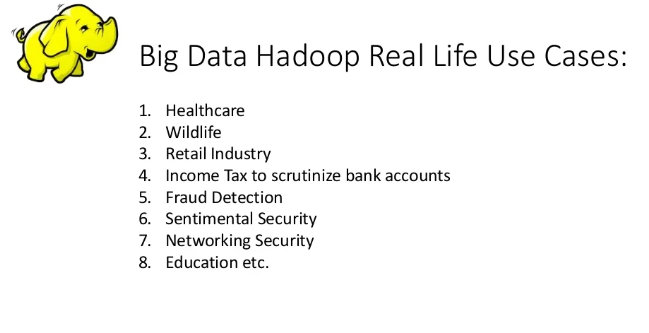 Big Data Hadoop Real Life Use Cases:
1. Healthcare
2. Wildlife
3. Retail Industry
4. Income Tax to scrutinize bank accounts
5. Fraud Detection
6. Sentimental Security
7. Networking Security
8. Education etc.